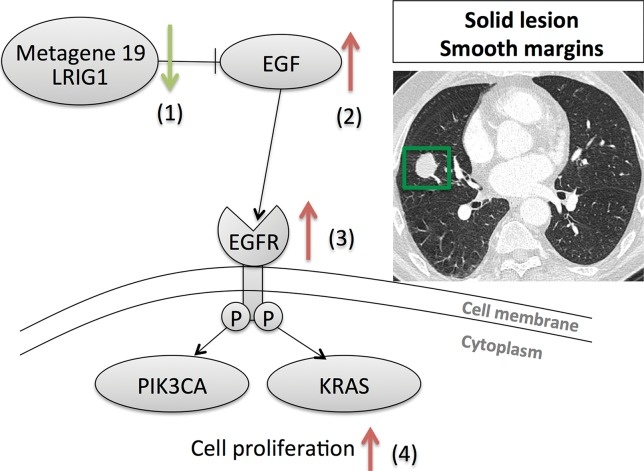 Metagene 19
LRIG1
(1)
EGF
(2)
Solid lesion
Smooth margins
EGFR
(3)
Cell membrane
Cytoplasm
P
P
PIK3CA
KRAS
Cell proliferation
(4)